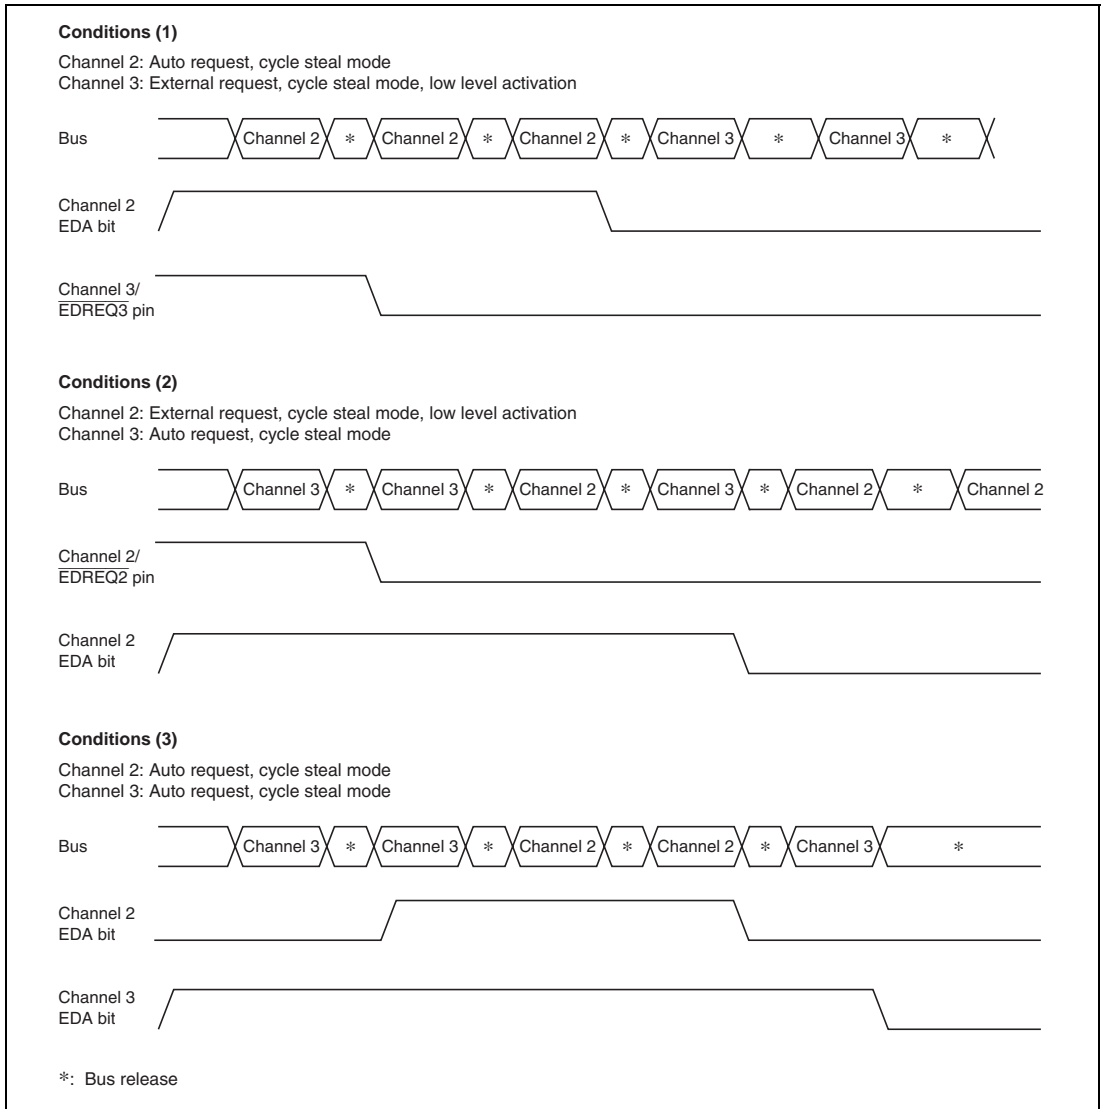 Conditions (1)
Channel 2: Auto request, cycle steal mode
Channel 3: External request, cycle steal mode, low level activation
Bus Channel 2 * Channel 2 * Channel 2 * Channel 3 * Channel 3 *
Channel 2
EDA bit
Channel 3/
EDREQ3 pin
Conditions (2)
Channel 2: External request, cycle steal mode, low level activation
Channel 3: Auto request, cycle steal mode
Bus Channel 3 * Channel 3 * Channel 2 * Channel 3 * Channel 2 * Channel 2
Channel 2/
EDREQ2 pin
Channel 2
EDA bit
Conditions (3)
Channel 2: Auto request, cycle steal mode
Channel 3: Auto request, cycle steal mode
Bus Channel 3 * Channel 3 * Channel 2 * Channel 2 * Channel 3 *
Channel 2
EDA bit
Channel 3
EDA bit
*: Bus release